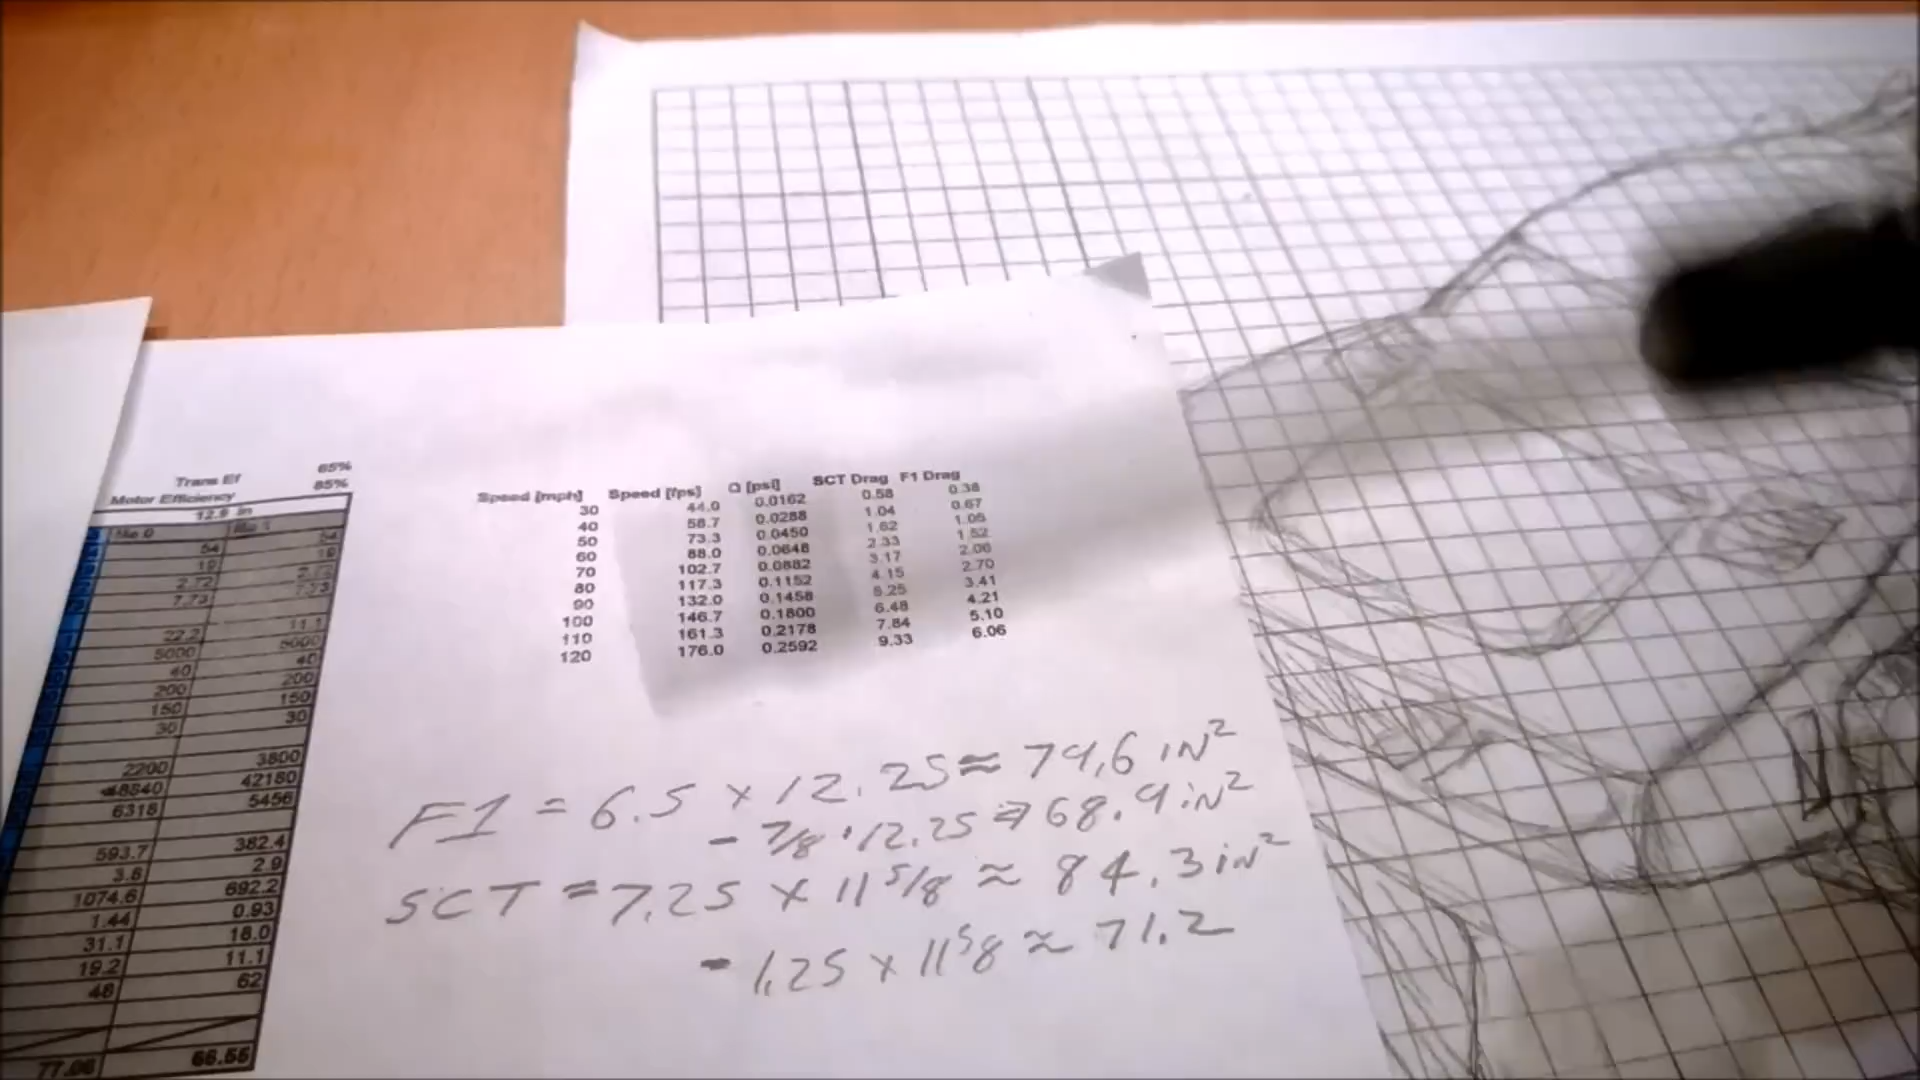 Trans Ef 65%
Motor Efficiency 85%
12.9 in
54 54
19 19
2.72
7.73 7.73
22.2 11.1
5000 5000
40 40
200 200
150 150
30 30
2200 3800
48840 42180
6318 5456
593.7 382.4
3.6 2.9
1074.6 692.2
1.44 0.93
31.1 18.0
19.2 11.1
48 62
77.06 66.55
Speed [mph] Speed [fps] Q [psi] SCT Drag F1 Drag
30 44.0 0.0162 0.58 0.38
40 58.7 0.0288 1.04 0.67
50 73.3 0.0450 1.62 1.05
60 88.0 0.0648 2.33 1.52
70 102.7 0.0882 3.17 2.06
80 117.3 0.1152 4.15 2.70
90 132.0 0.1458 5.25 3.41
100 146.7 0.1800 6.48 4.21
110 161.3 0.2178 7.84 5.10
120 176.0 0.2592 9.33 6.06
F1 = 6.5 x 12.25 ≈ 79,6 in²
- 7/8 · 12.25 ⇒ 68.9 in²
SCT = 7.25 x 11 5/8 ≈ 84.3 in²
- 1.25 x 11 5/8 ≈ 71.2